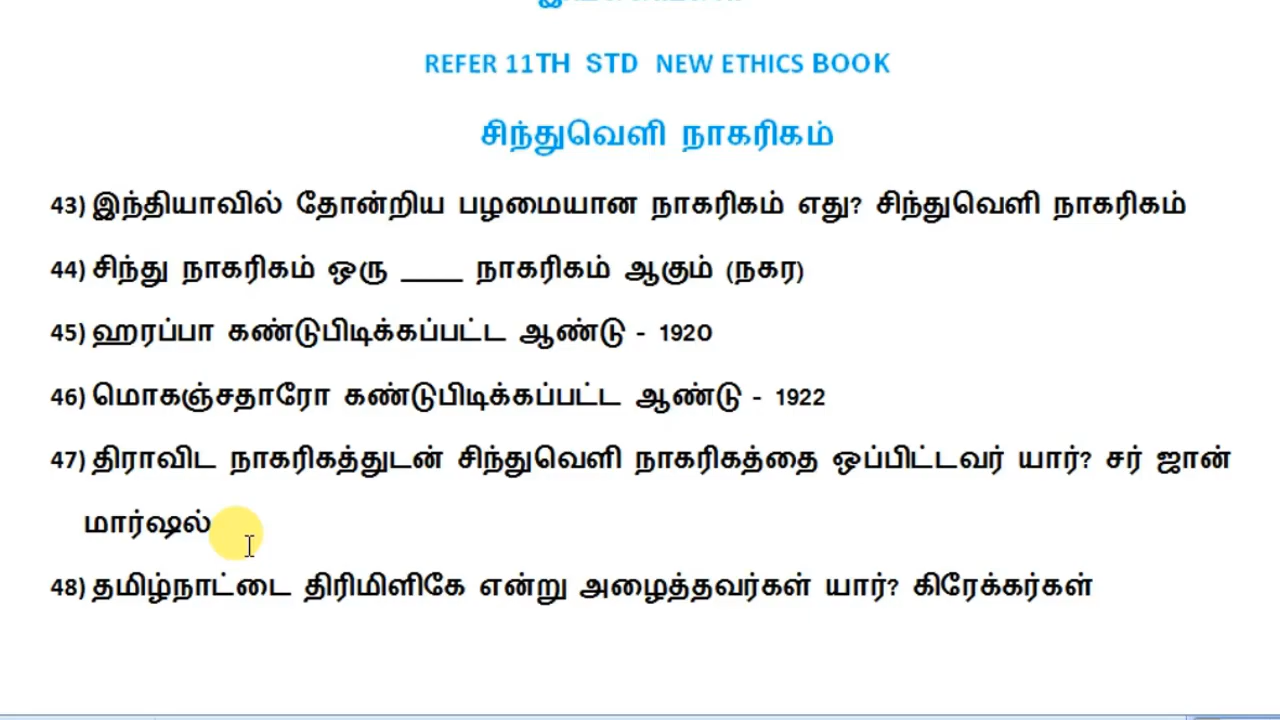 REFER 11TH STD NEW ETHICS BOOK
சிந்துவெளி நாகரிகம்
43) இந்தியாவில் தோன்றிய பழமையான நாகரிகம் எது? சிந்துவெளி நாகரிகம்
44) சிந்து நாகரிகம் ஒரு ____ நாகரிகம் ஆகும் (நகர)
45) ஹரப்பா கண்டுபிடிக்கப்பட்ட ஆண்டு - 1920
46) மொகஞ்சதாரோ கண்டுபிடிக்கப்பட்ட ஆண்டு - 1922
47) திராவிட நாகரிகத்துடன் சிந்துவெளி நாகரிகத்தை ஒப்பிட்டவர் யார்? சர் ஜான்
மார்ஷல்
48) தமிழ்நாட்டை திரிமிளிகே என்று அழைத்தவர்கள் யார்? கிரேக்கர்கள்